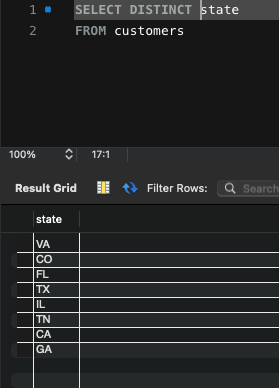 1 SELECT DISTINCT state
2 FROM customers
100% 17:1
Result Grid Filter Rows: Search
state
VA
CO
FL
TX
IL
TN
CA
GA